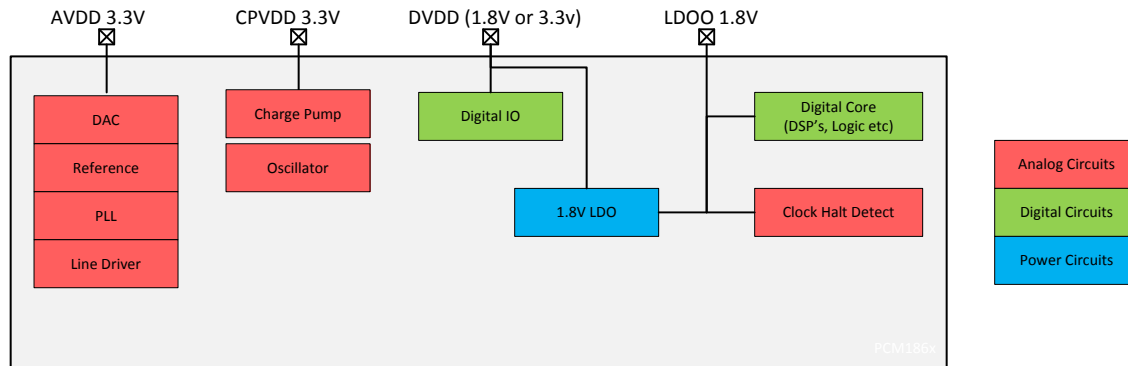 AVDD 3.3V
CPVDD 3.3V
DVDD (1.8V or 3.3v)
LDOO 1.8V
DAC
Reference
PLL
Line Driver
Charge Pump
Oscillator
Digital IO
1.8V LDO
Digital Core
(DSP's, Logic etc)
Clock Halt Detect
Analog Circuits
Digital Circuits
Power Circuits
PCM186x